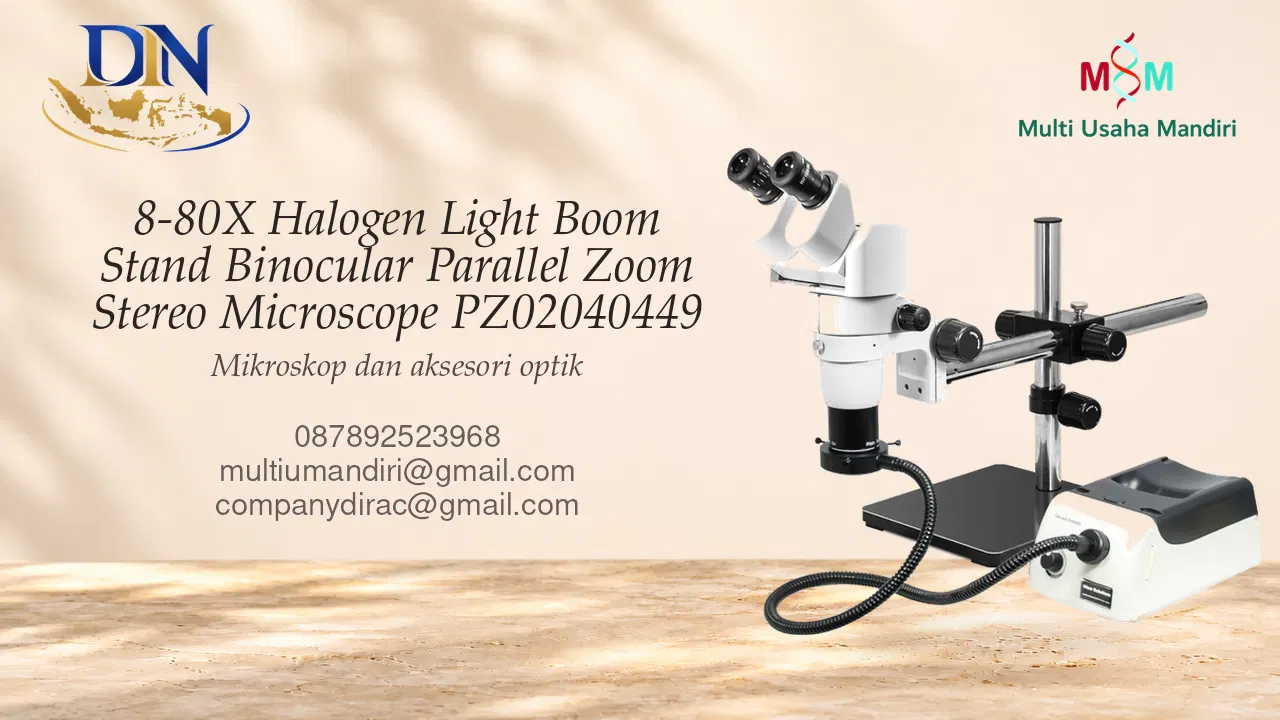 DIN
MSM
Multi Usaha Mandiri
8-80X Halogen Light Boom
Stand Binocular Parallel Zoom
Stereo Microscope PZ02040449
Mikroskop dan aksesori optik
087892523968
multiumandiri@gmail.com
companydirac@gmail.com